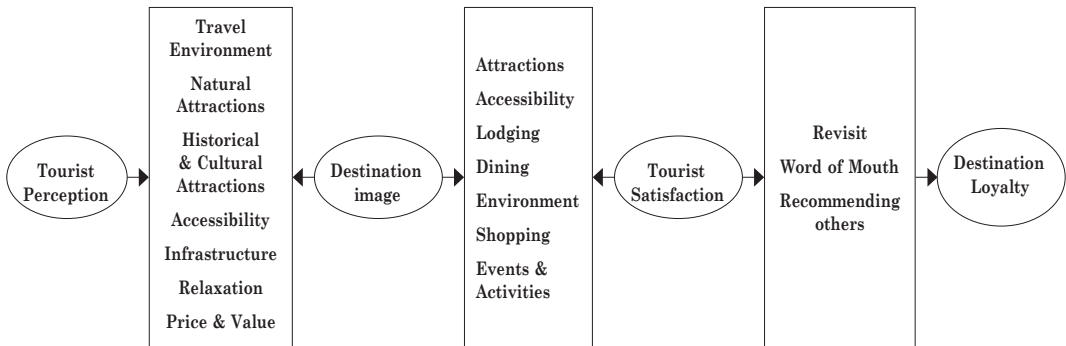 Tourist
Perception
Travel
Environment
Natural
Attractions
Historical
& Cultural
Attractions
Accessibility
Infrastructure
Relaxation
Price & Value
Destination
image
Attractions
Accessibility
Lodging
Dining
Environment
Shopping
Events &
Activities
Tourist
Satisfaction
Revisit
Word of Mouth
Recommending
others
Destination
Loyalty